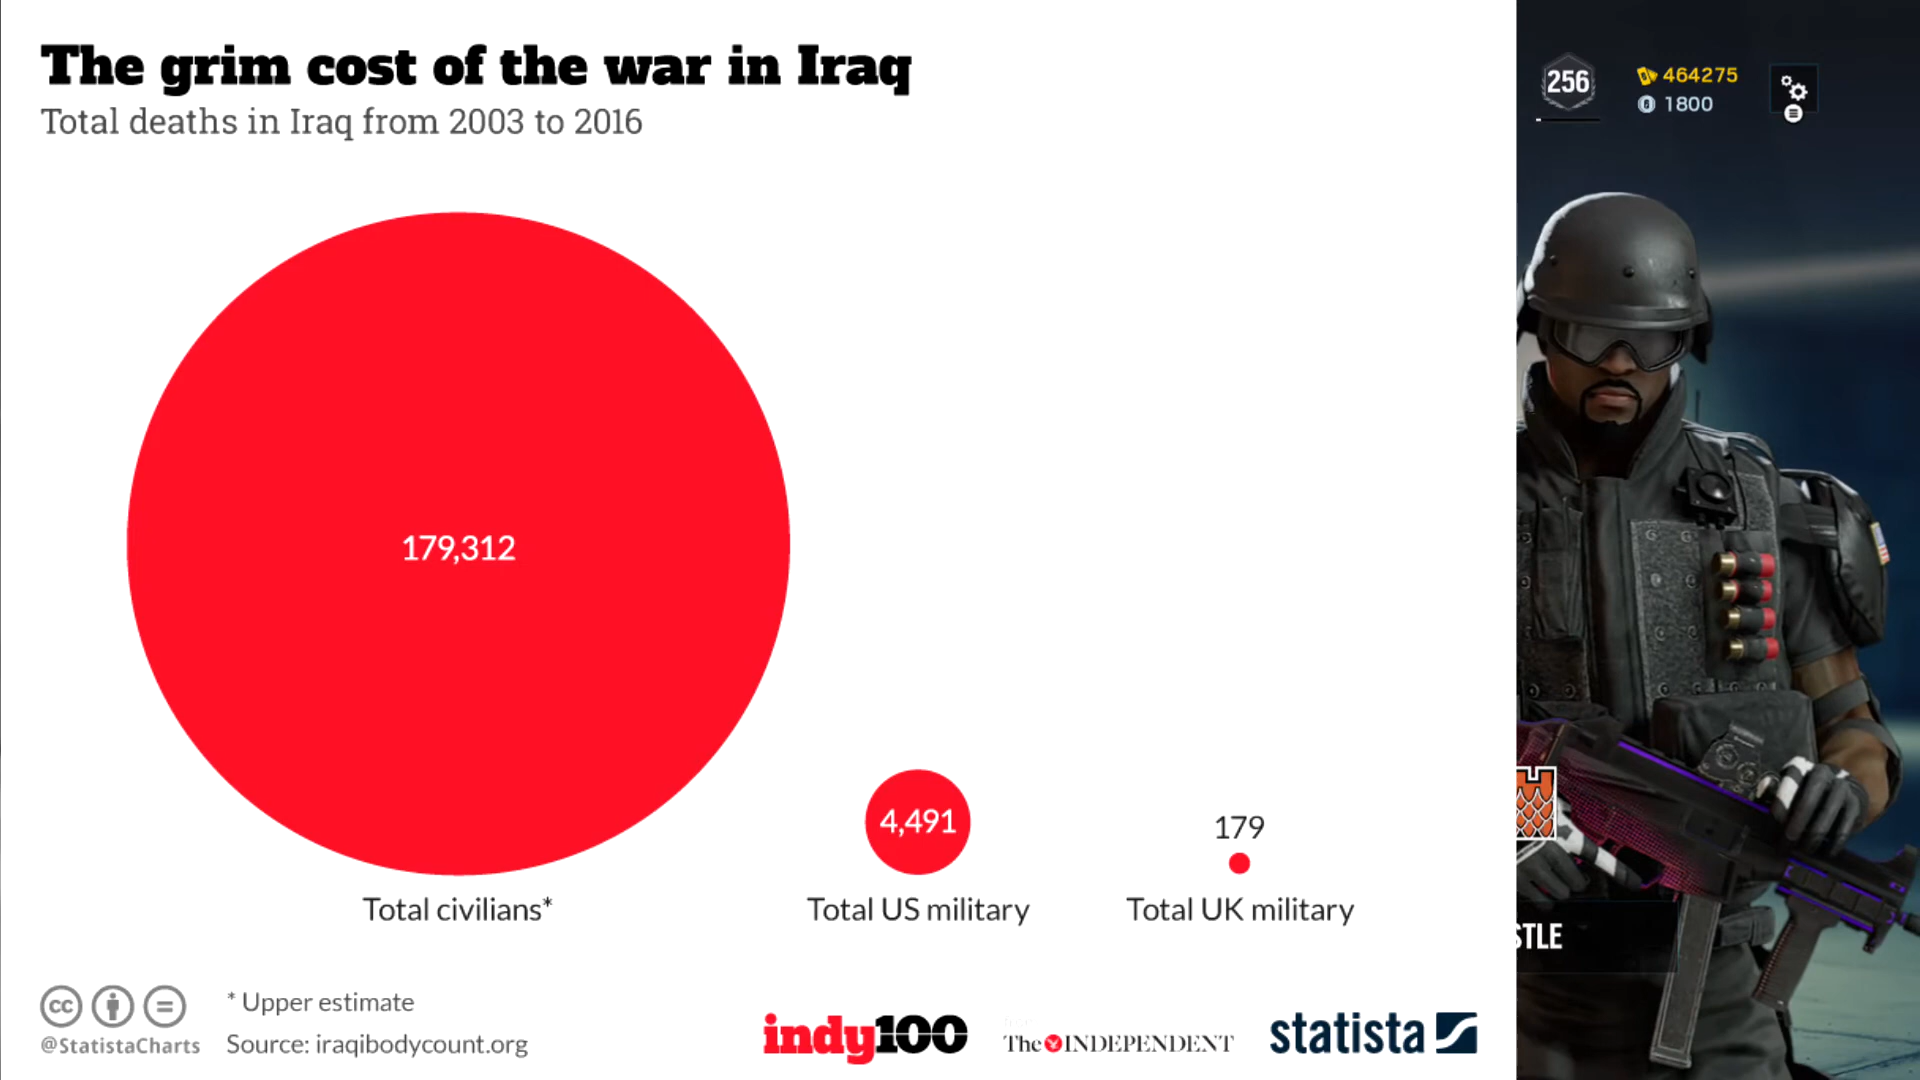 The grim cost of the war in Iraq
Total deaths in Iraq from 2003 to 2016
179,312
Total civilians*
4,491
Total US military
179
Total UK military
cc
@StatistaCharts
* Upper estimate
Source: iraqibodycount.org
indy100
The INDEPENDENT
statista
256
464275
1800
STLE